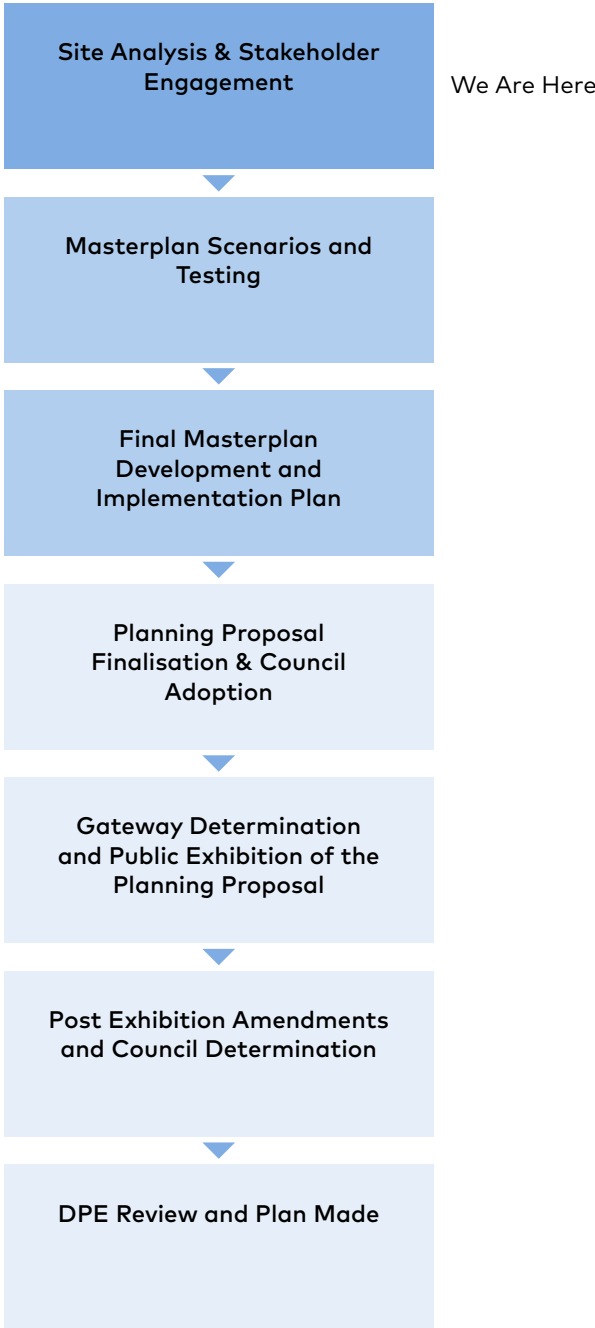 Site Analysis & Stakeholder
Engagement
We Are Here
Masterplan Scenarios and
Testing
Final Masterplan
Development and
Implementation Plan
Planning Proposal
Finalisation & Council
Adoption
Gateway Determination
and Public Exhibition of the
Planning Proposal
Post Exhibition Amendments
and Council Determination
DPE Review and Plan Made